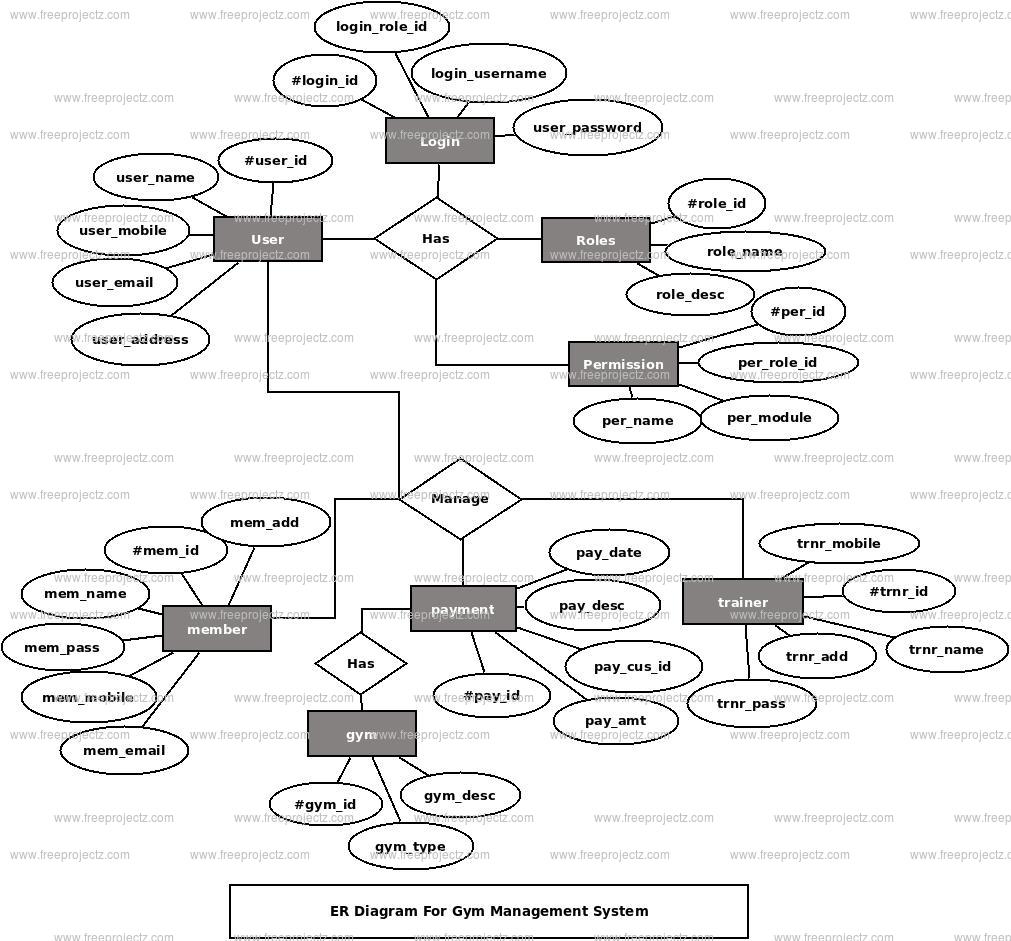 login_role_id
#login_id
login_username
user_password
Login
#user_id
user_name
user_mobile
user_email
user_address
User
Has
Roles
#role_id
role_name
role_desc
Permission
#per_id
per_role_id
per_name
per_module
Manage
mem_add
#mem_id
mem_name
mem_pass
mem_mobile
mem_email
member
payment
pay_date
pay_desc
pay_cus_id
#pay_id
pay_amt
trainer
trnr_mobile
#trnr_id
trnr_name
trnr_add
trnr_pass
Has
gym
#gym_id
gym_desc
gym_type
ER Diagram For Gym Management System
www.freeprojectz.com